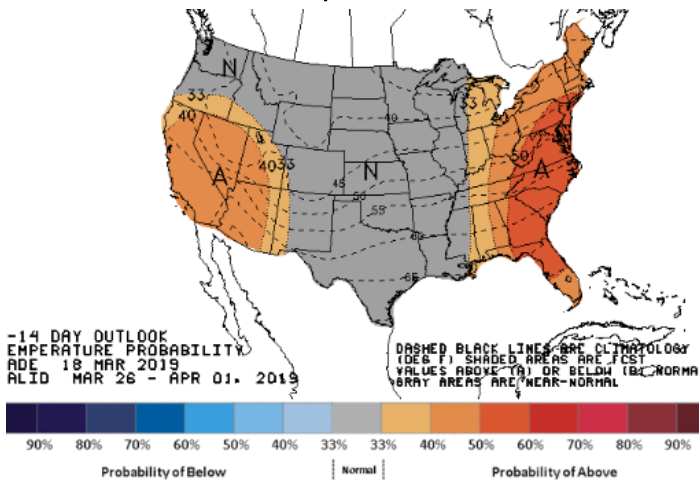 N
33
40
33
40
4
4033
50
A
A
N
45
50
55
60
65
-14 DAY OUTLOOK
EMPERATURE PROBABILITY
ADE 18 MAR 2019
ALID MAR 26 - APR 01, 2019
DASHED BLACK LINES ARE CLIMATOLOGY
(DEG F) SHADED AREAS ARE FCST
VALUES ABOVE (A) OR BELOW (B) NORMA
GRAY AREAS ARE NEAR-NORMAL
90% 80% 70% 60% 50% 40% 33% 33% 40% 50% 60% 70% 80% 90%
Probability of Below Normal Probability of Above